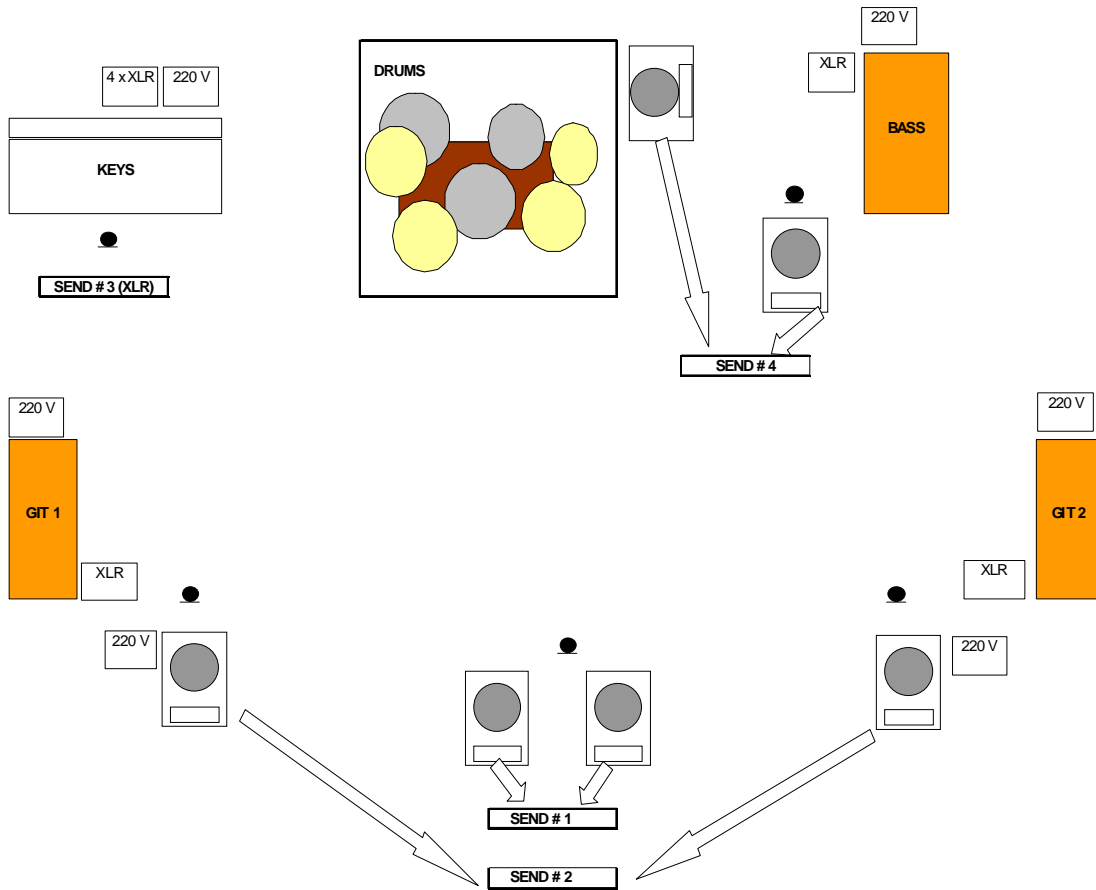 220 V
XLR
4 x XLR
220 V
DRUMS
BASS
KEYS
SEND # 3 (XLR)
SEND # 4
220 V
220 V
GIT 1
GIT 2
XLR
XLR
220 V
220 V
SEND # 1
SEND # 2